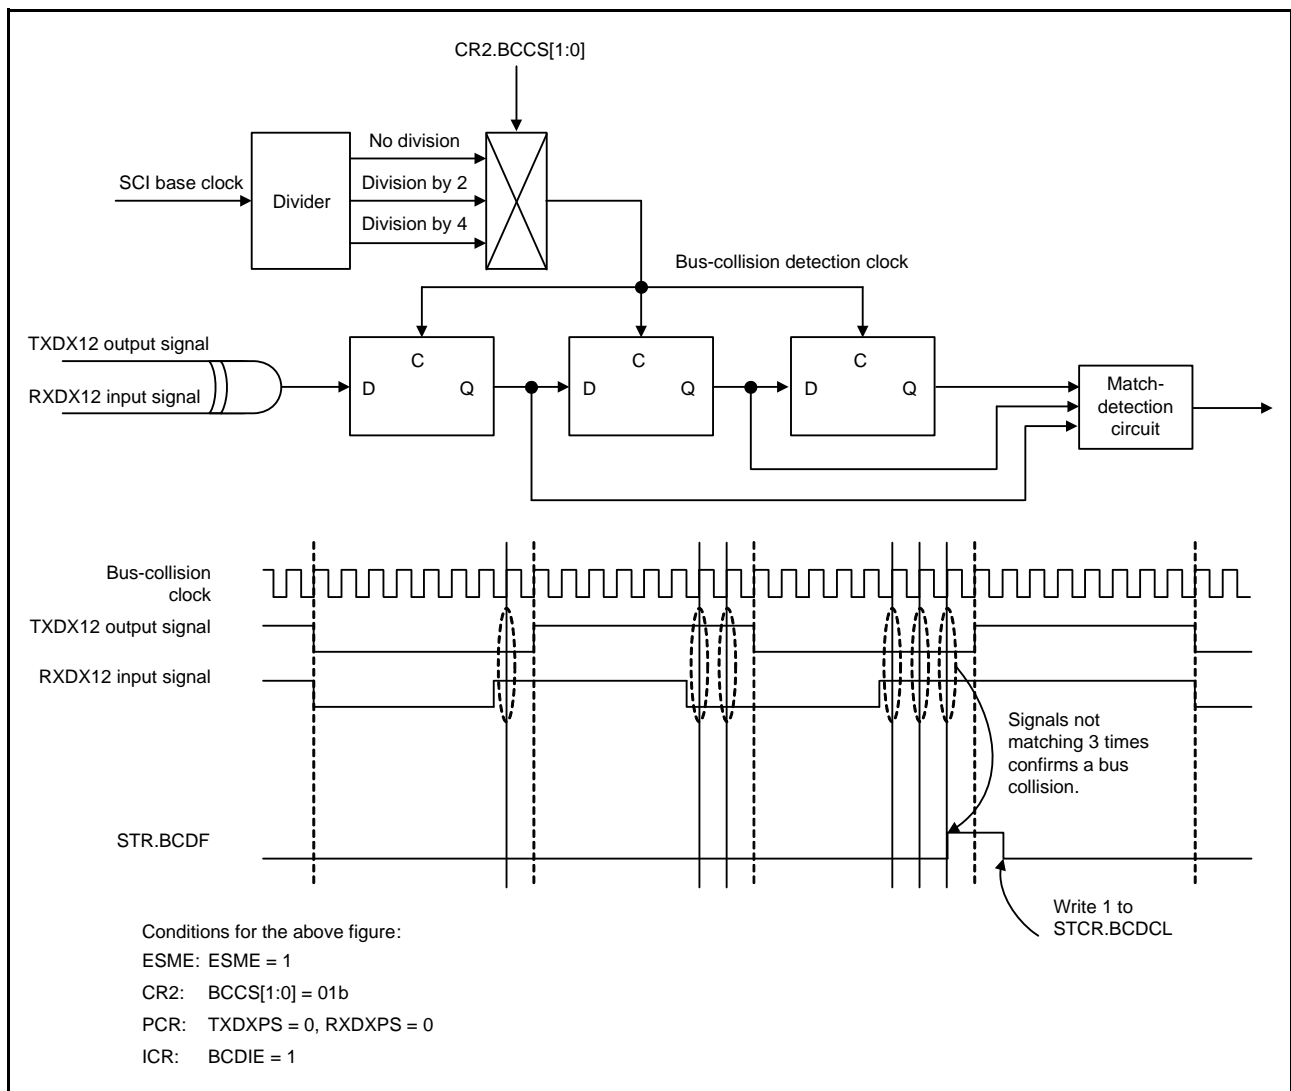 CR2.BCCS[1:0]
No division
SCI base clock
Divider
Division by 2
Division by 4
Bus-collision detection clock
TXDX12 output signal
RXDX12 input signal
C
D
Q
C
D
Q
C
D
Q
Match-
detection
circuit
Bus-collision
clock
TXDX12 output signal
RXDX12 input signal
Signals not
matching 3 times
confirms a bus
collision.
STR.BCDF
Write 1 to
STCR.BCDCL
Conditions for the above figure:
ESME: ESME = 1
CR2: BCCS[1:0] = 01b
PCR: TXDXPS = 0, RXDXPS = 0
ICR: BCDIE = 1